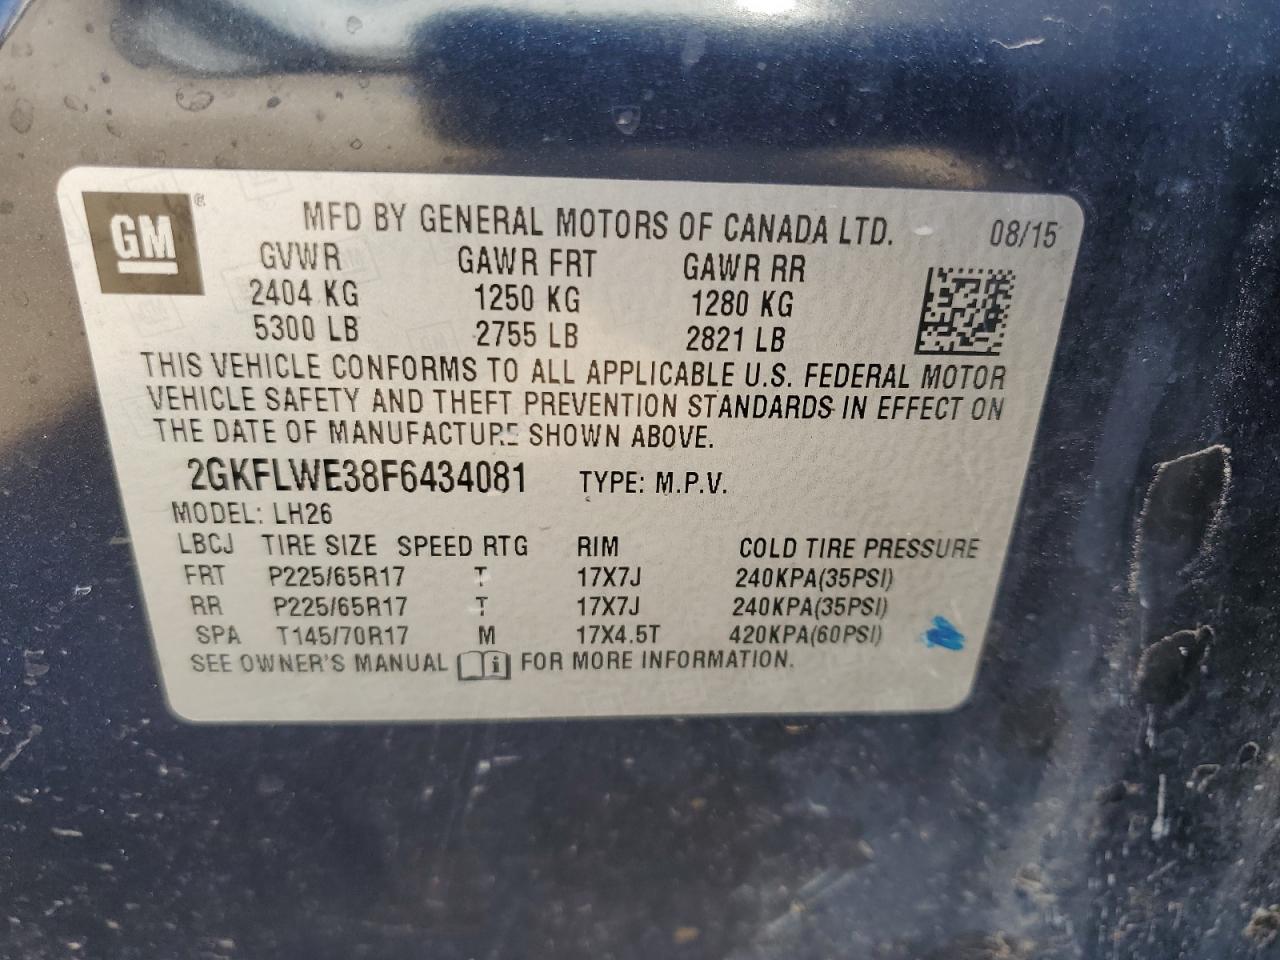 GM ®
MFD BY GENERAL MOTORS OF CANADA LTD. 08/15
GVWR GAWR FRT GAWR RR
2404 KG 1250 KG 1280 KG
5300 LB 2755 LB 2821 LB
THIS VEHICLE CONFORMS TO ALL APPLICABLE U.S. FEDERAL MOTOR
VEHICLE SAFETY AND THEFT PREVENTION STANDARDS IN EFFECT ON
THE DATE OF MANUFACTURE SHOWN ABOVE.
2GKFLWE38F6434081 TYPE: M.P.V.
MODEL: LH26
LBCJ TIRE SIZE SPEED RTG RIM COLD TIRE PRESSURE
FRT P225/65R17 T 17X7J 240KPA(35PSI)
RR P225/65R17 T 17X7J 240KPA(35PSI)
SPA T145/70R17 M 17X4.5T 420KPA(60PSI)
SEE OWNER'S MANUAL i FOR MORE INFORMATION.